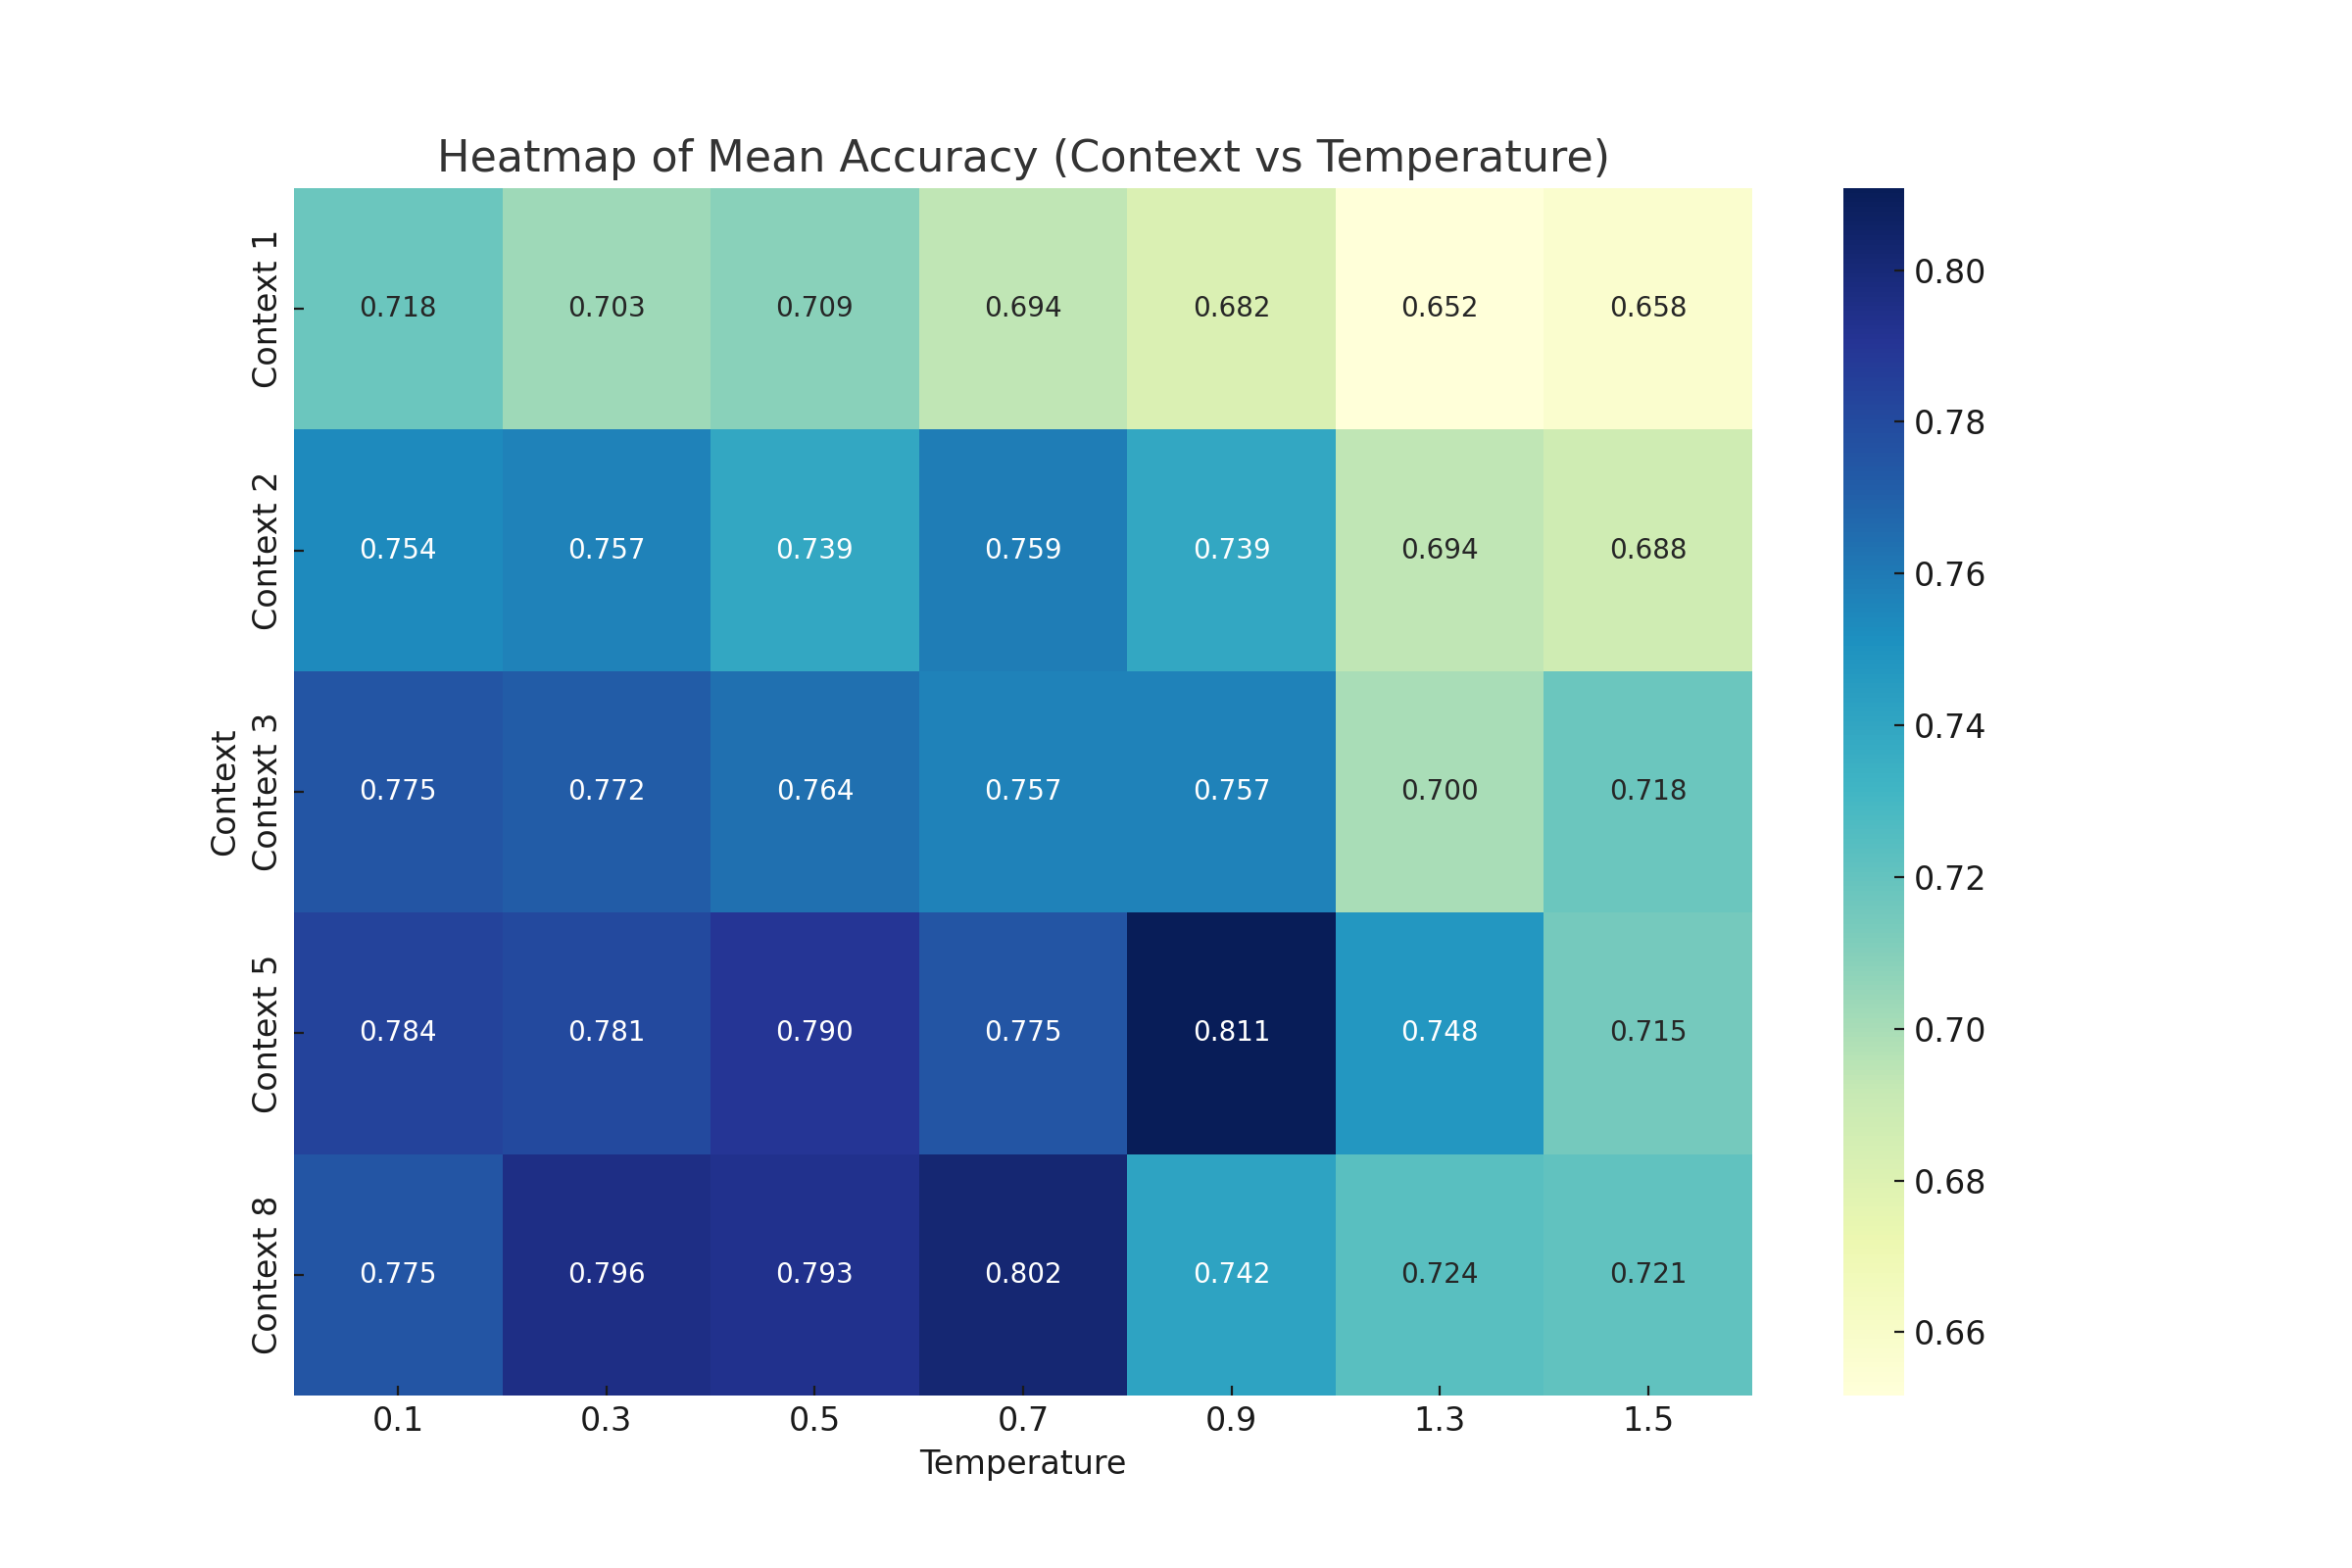 Heatmap of Mean Accuracy (Context vs Temperature)
Context
Context 1
0.718 0.703 0.709 0.694 0.682 0.652 0.658
Context 2
0.754 0.757 0.739 0.759 0.739 0.694 0.688
Context 3
0.775 0.772 0.764 0.757 0.757 0.700 0.718
Context 5
0.784 0.781 0.790 0.775 0.811 0.748 0.715
Context 8
0.775 0.796 0.793 0.802 0.742 0.724 0.721
0.1 0.3 0.5 0.7 0.9 1.3 1.5
Temperature
0.80
0.78
0.76
0.74
0.72
0.70
0.68
0.66